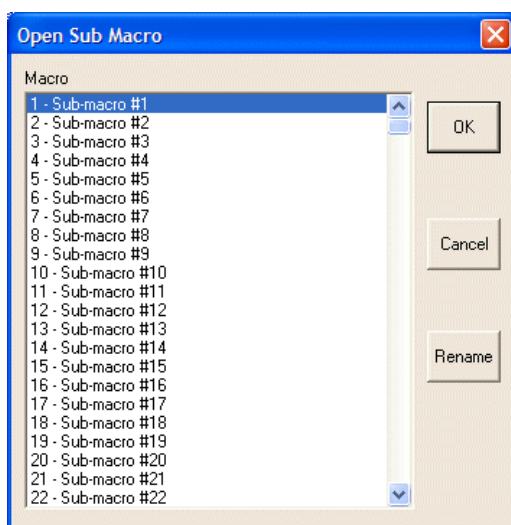 Open Sub Macro
Macro
1 - Sub-macro #1
2 - Sub-macro #2
3 - Sub-macro #3
4 - Sub-macro #4
5 - Sub-macro #5
6 - Sub-macro #6
7 - Sub-macro #7
8 - Sub-macro #8
9 - Sub-macro #9
10 - Sub-macro #10
11 - Sub-macro #11
12 - Sub-macro #12
13 - Sub-macro #13
14 - Sub-macro #14
15 - Sub-macro #15
16 - Sub-macro #16
17 - Sub-macro #17
18 - Sub-macro #18
19 - Sub-macro #19
20 - Sub-macro #20
21 - Sub-macro #21
22 - Sub-macro #22
OK
Cancel
Rename